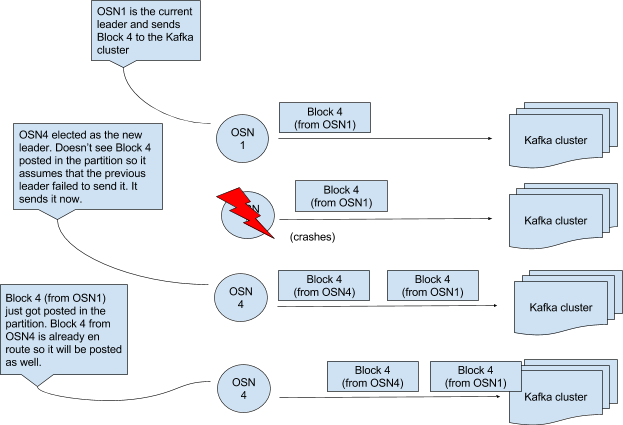 OSN1 is the current
leader and sends
Block 4 to the Kafka
cluster
OSN
1
Block 4
(from OSN1)
Kafka cluster
OSN4 elected as the new
leader. Doesn't see Block 4
posted in the partition so it
assumes that the previous
leader failed to send it. It
sends it now.
Block 4
(from OSN1)
(crashes)
Kafka cluster
OSN
4
Block 4
(from OSN4)
Block 4
(from OSN1)
Kafka cluster
Block 4 (from OSN1)
just got posted in the
partition. Block 4 from
OSN4 is already en
route so it will be posted
as well.
OSN
4
Block 4
(from OSN4)
Block 4
(from OSN1)
Kafka cluster